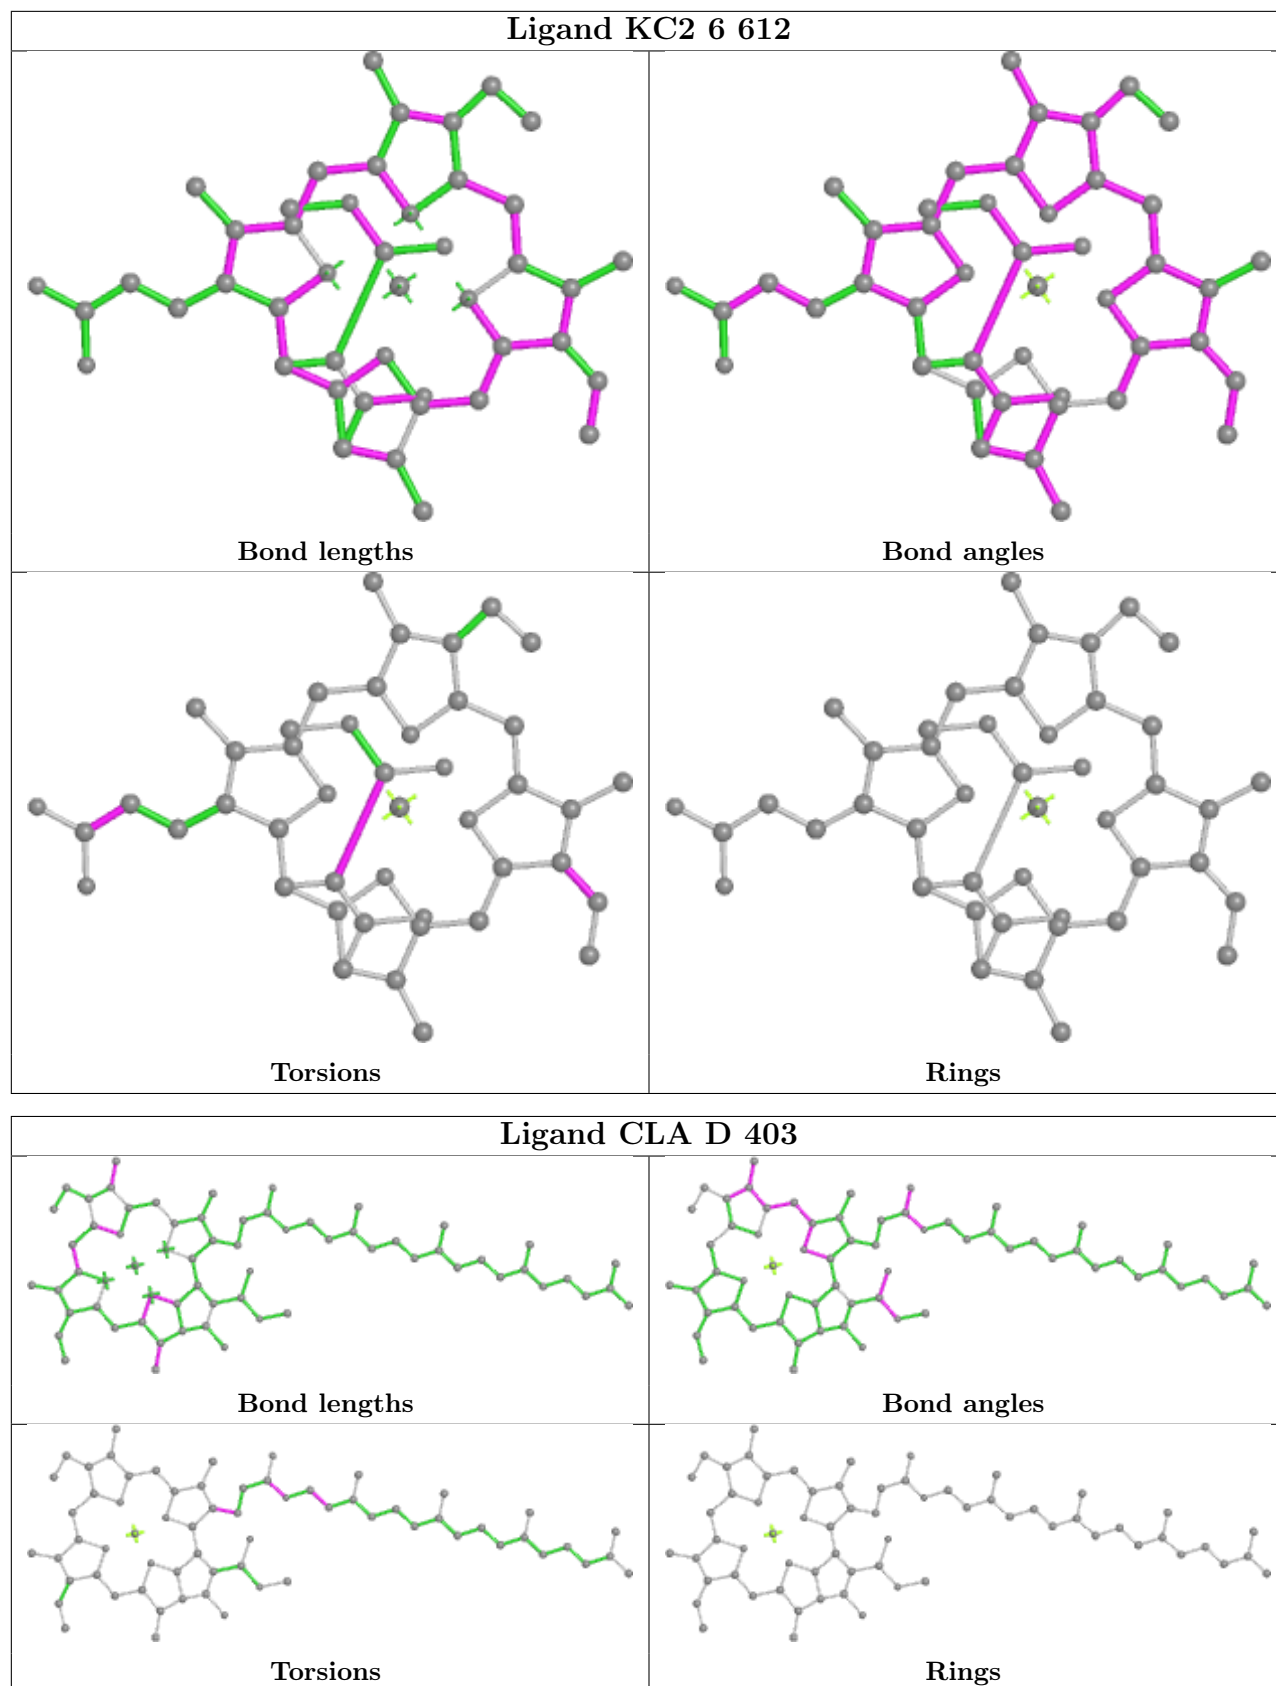 Ligand KC2 6 612
Bond lengths
Bond angles
Torsions
Rings
Ligand CLA D 403
Bond lengths
Bond angles
Torsions
Rings